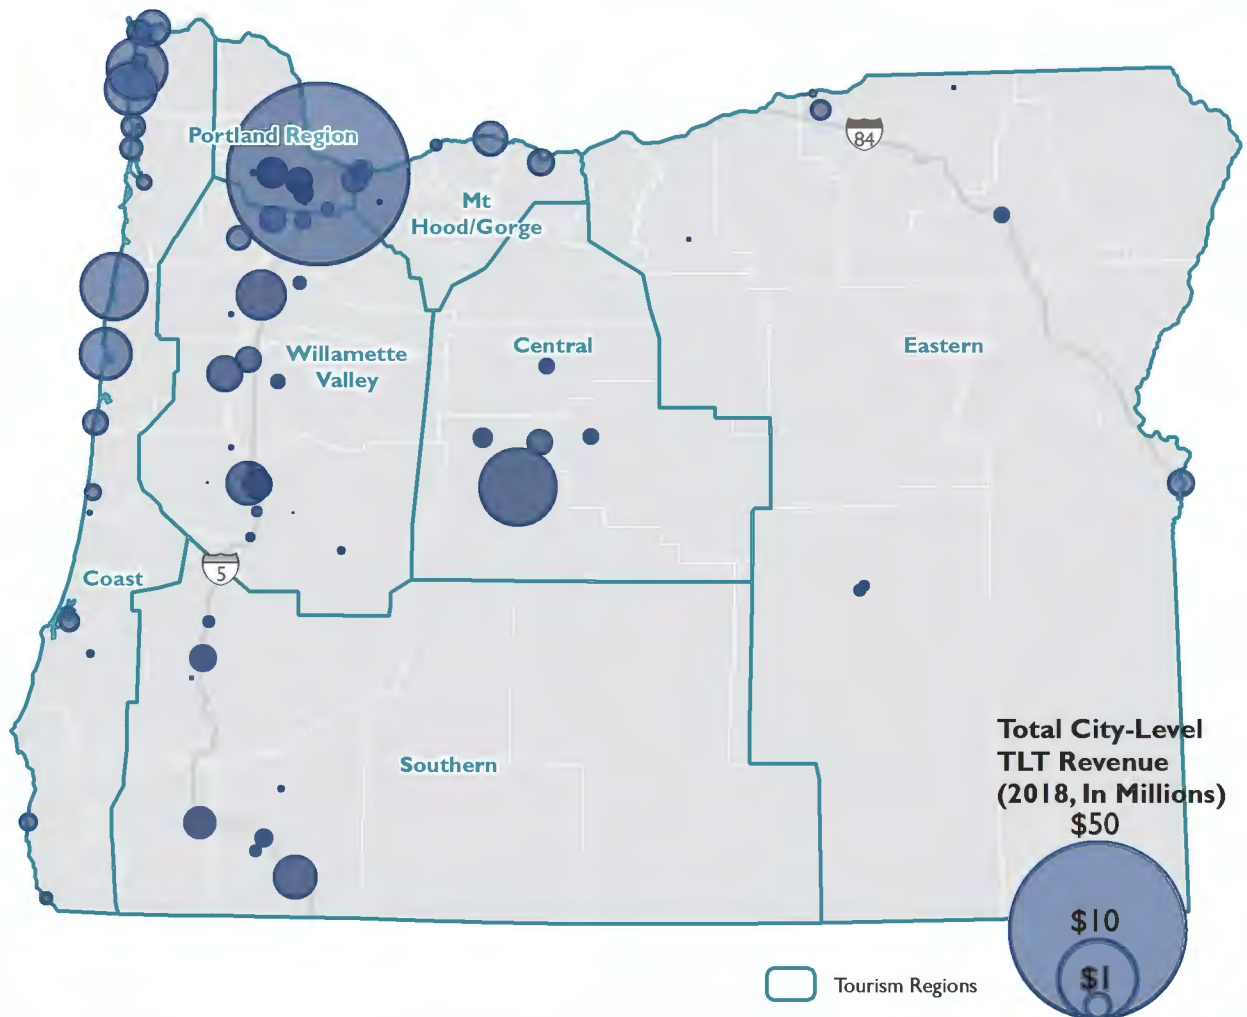 Portland Region
84
Mt
Hood/Gorge
Willamette
Valley
Central
Eastern
5
Coast
Southern
Total City-Level
TLT Revenue
(2018, In Millions)
$50
$10
$1
Tourism Regions